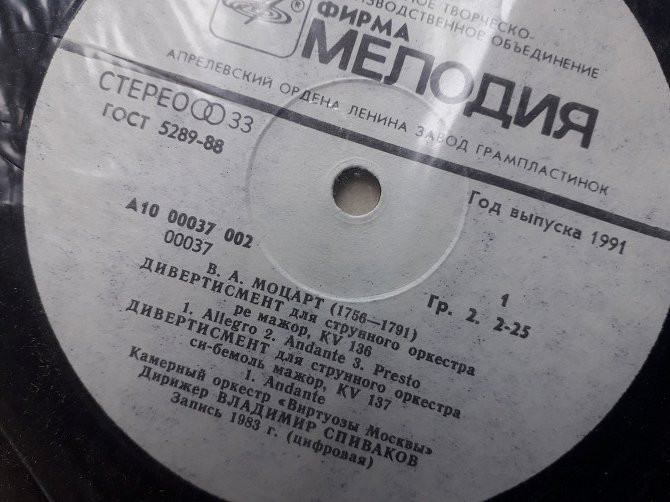 ТВОРЧЕСКО-
ОБЪЕДИНЕНИЕ
ФИРМА
МЕЛОДИЯ
АПРЕЛЕВСКИЙ ОРДЕНА ЛЕНИНА ЗАВОД ГРАМПЛАСТИНОК
СТЕРЕО 33
ГОСТ 5289-88
Год выпуска 1991
А10 00037 002
00037
1
Гр. 2. 2-25
В. А. МОЦАРТ (1756—1791)
ДИВЕРТИСМЕНТ для струнного оркестра
ре мажор, KV 136
1. Allegro 2. Andante 3. Presto
ДИВЕРТИСМЕНТ для струнного оркестра
си-бемоль мажор, KV 137
1. Andante
Камерный оркестр «Виртуозы Москвы»
Дирижер ВЛАДИМИР СПИВАКОВ
Запись 1983 г. (цифровая)